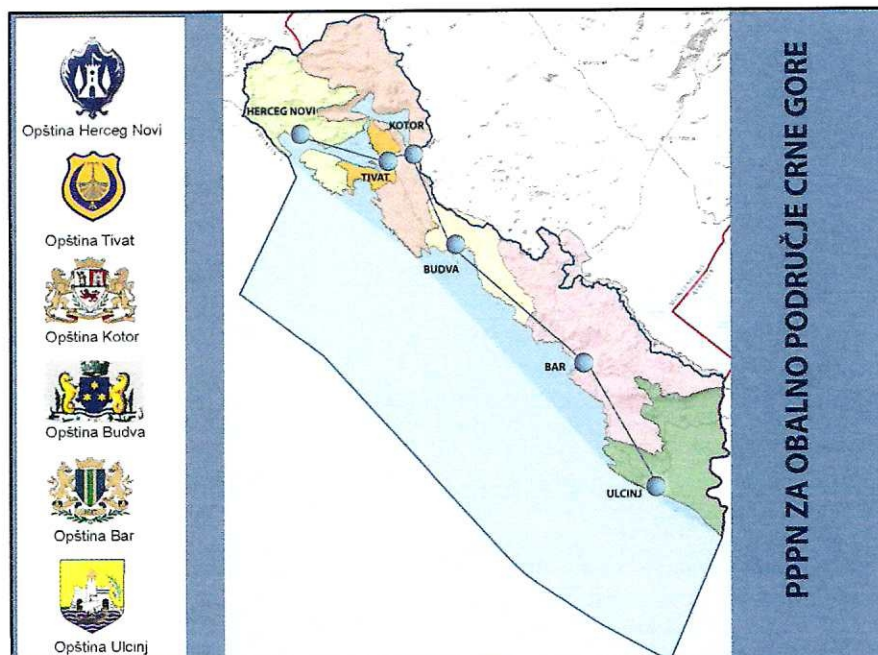 Opština Herceg Novi
Opština Tivat
Opština Kotor
Opština Budva
Opština Bar
Opština Ulcinj
HERCEG NOVI
KOTOR
TIVAT
BUDVA
BAR
ULCINJ
PPPN ZA OBALNO PODRUČJE CRNE GORE